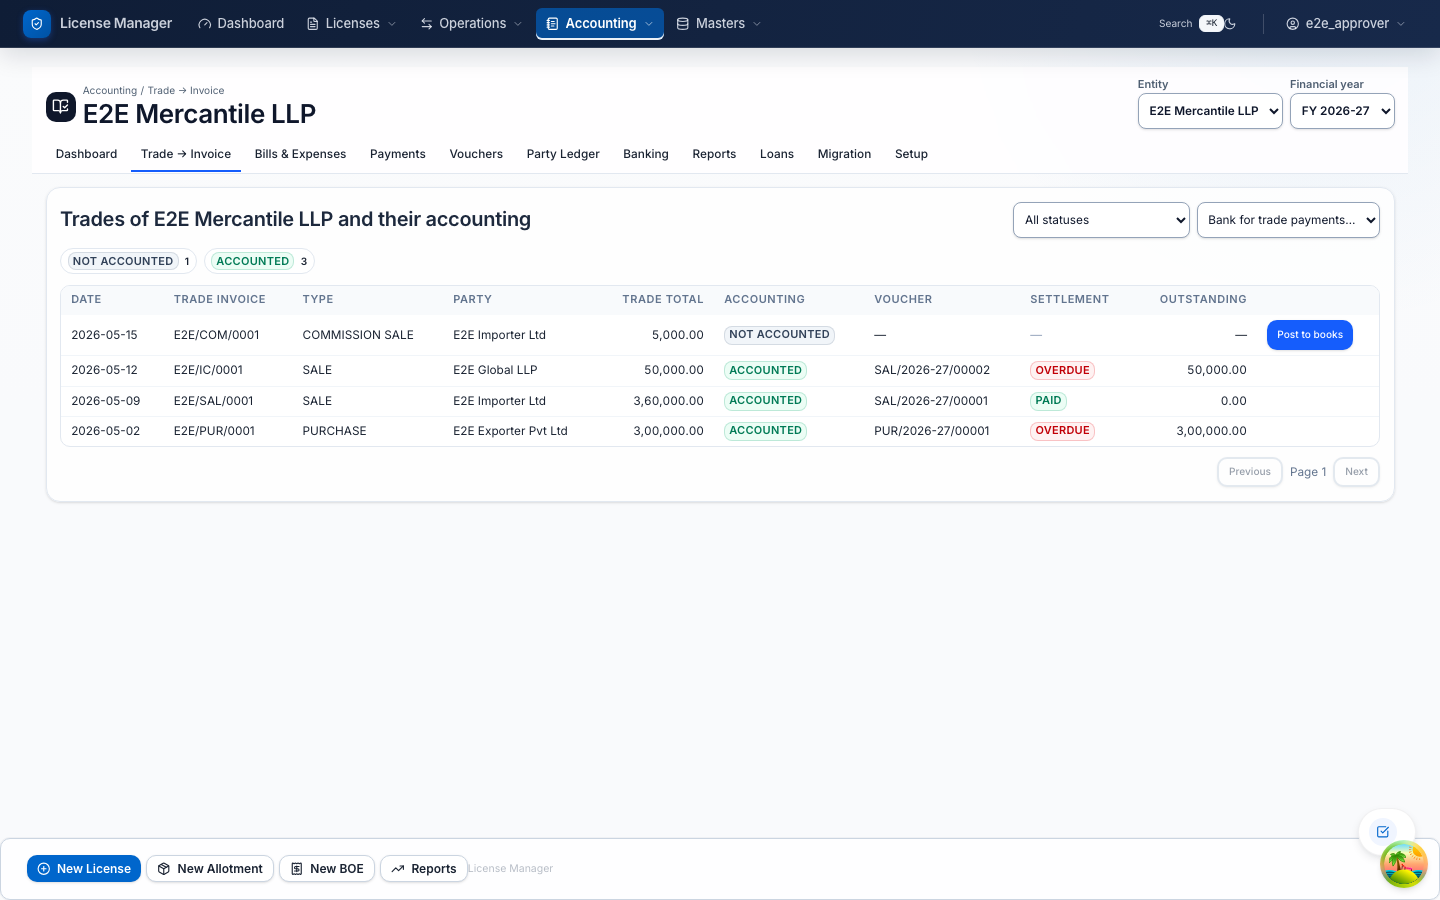 License Manager Dashboard Licenses Operations Accounting Masters Search ⌘K e2e_approver
Accounting / Trade → Invoice
E2E Mercantile LLP
Entity Financial year
E2E Mercantile LLP FY 2026-27
Dashboard Trade → Invoice Bills & Expenses Payments Vouchers Party Ledger Banking Reports Loans Migration Setup
Trades of E2E Mercantile LLP and their accounting All statuses Bank for trade payments...
NOT ACCOUNTED 1 ACCOUNTED 3
DATE TRADE INVOICE TYPE PARTY TRADE TOTAL ACCOUNTING VOUCHER SETTLEMENT OUTSTANDING
2026-05-15 E2E/COM/0001 COMMISSION SALE E2E Importer Ltd 5,000.00 NOT ACCOUNTED — — — Post to books
2026-05-12 E2E/IC/0001 SALE E2E Global LLP 50,000.00 ACCOUNTED SAL/2026-27/00002 OVERDUE 50,000.00
2026-05-09 E2E/SAL/0001 SALE E2E Importer Ltd 3,60,000.00 ACCOUNTED SAL/2026-27/00001 PAID 0.00
2026-05-02 E2E/PUR/0001 PURCHASE E2E Exporter Pvt Ltd 3,00,000.00 ACCOUNTED PUR/2026-27/00001 OVERDUE 3,00,000.00
Previous Page 1 Next
New License New Allotment New BOE Reports License Manager